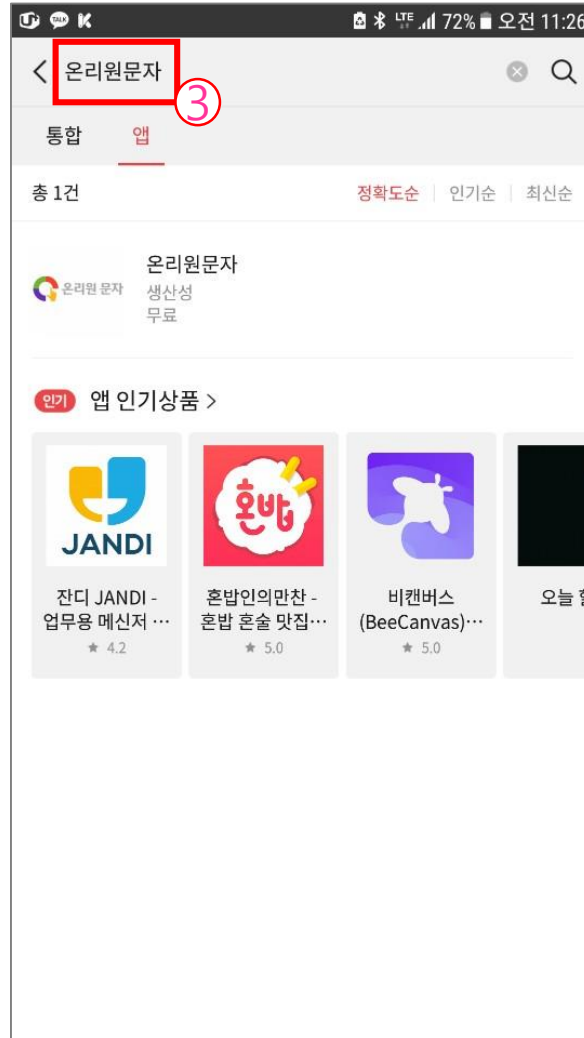 TALK K LTE 72% 오전 11:26
온리원문자
③
통합 앱
총 1건 정확도순 인기순 최신순
온리원 문자
온리원문자
생산성
무료
인기 앱 인기상품 >
JANDI
혼밥
잔디 JANDI -
업무용 메신저 …
★ 4.2
혼밥인의만찬 -
혼밥 혼술 맛집…
★ 5.0
비캔버스
(BeeCanvas)…
★ 5.0
오늘